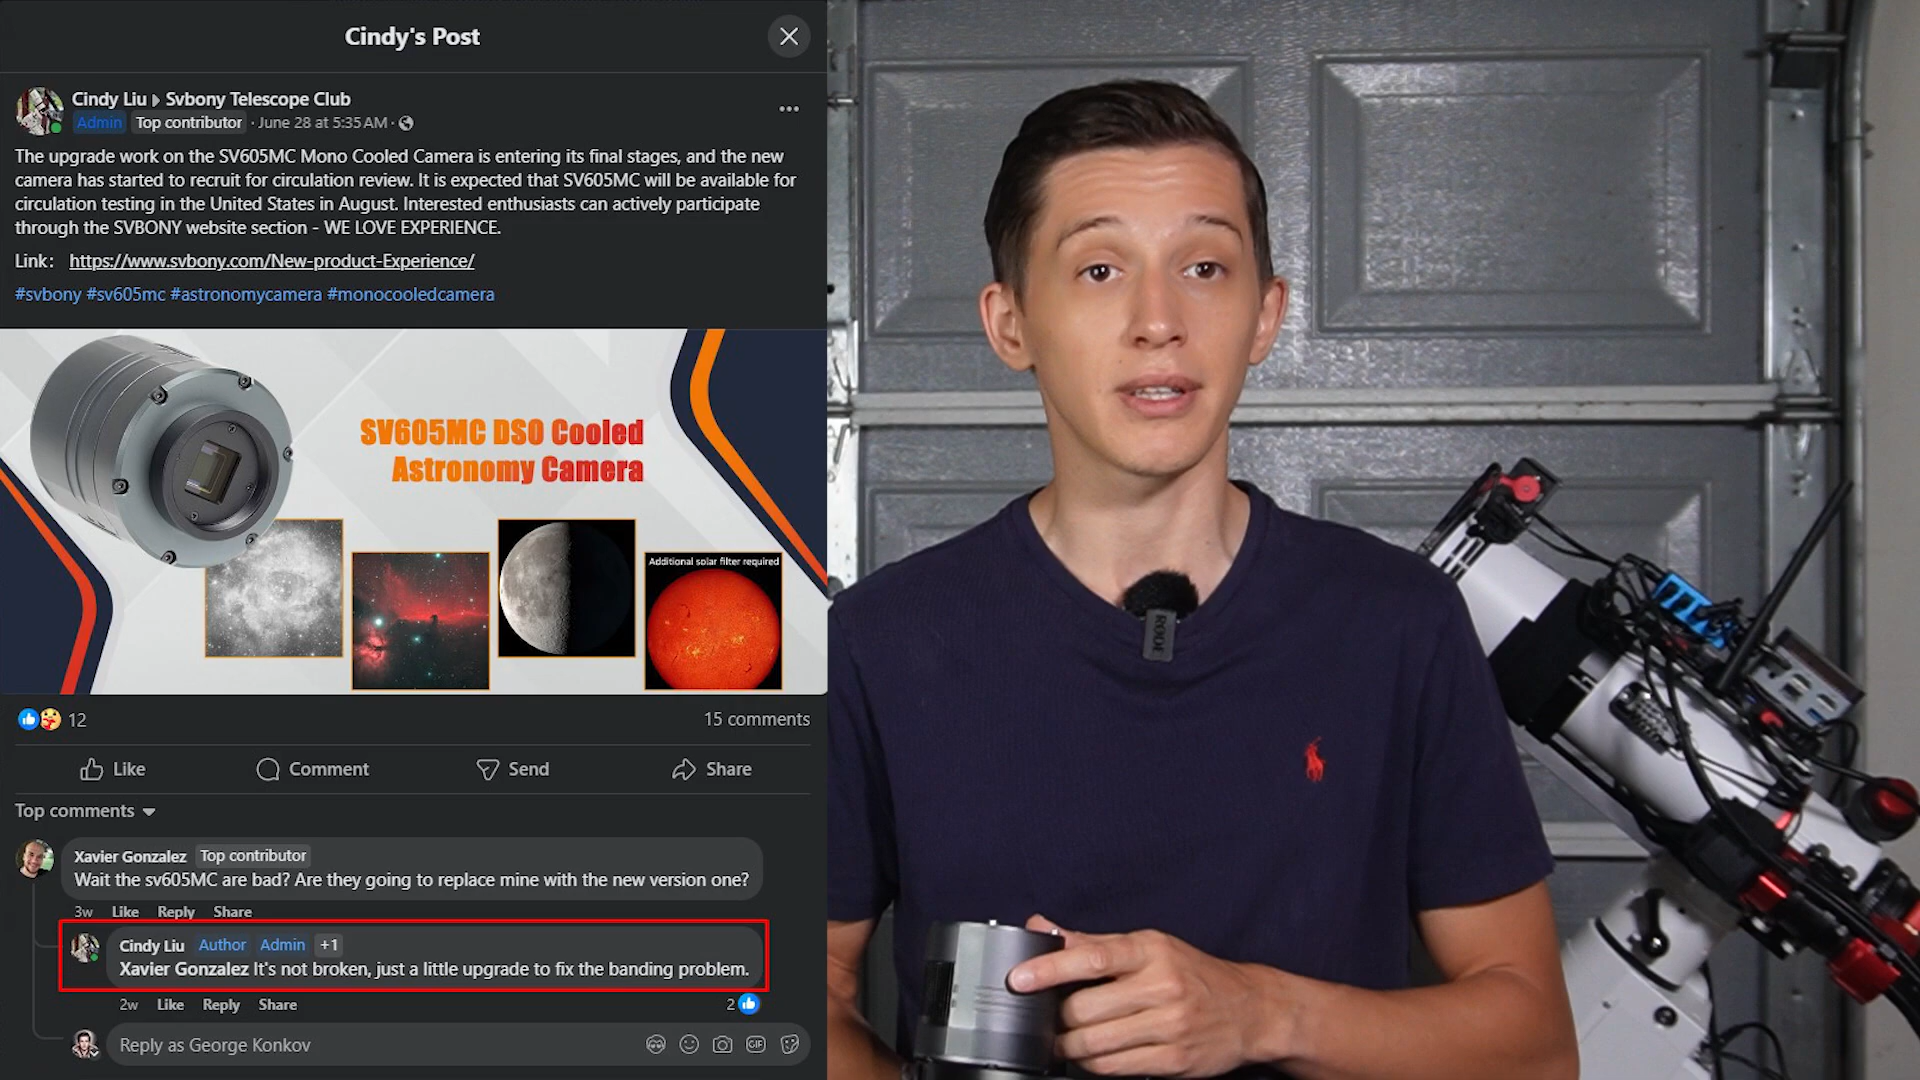 Cindy's Post
Cindy Liu Svbony Telescope Club
Admin Top contributor · June 28 at 5:35 AM ·
The upgrade work on the SV605MC Mono Cooled Camera is entering its final stages, and the new
camera has started to recruit for circulation review. It is expected that SV605MC will be available for
circulation testing in the United States in August. Interested enthusiasts can actively participate
through the SVBONY website section - WE LOVE EXPERIENCE.
Link: https://www.svbony.com/New-product-Experience/
#svbony #sv605mc #astronomycamera #monocooledcamera
SV605MC DSO Cooled
Astronomy Camera
Additional solar filter required
12
15 comments
Like Comment Send Share
Top comments
Xavier Gonzalez Top contributor
Wait the sv605MC are bad? Are they going to replace mine with the new version one?
3w Like Reply Share
Cindy Liu Author Admin +1
Xavier Gonzalez It's not broken, just a little upgrade to fix the banding problem.
2w Like Reply Share 2
Reply as George Konkov
GIF
RODE